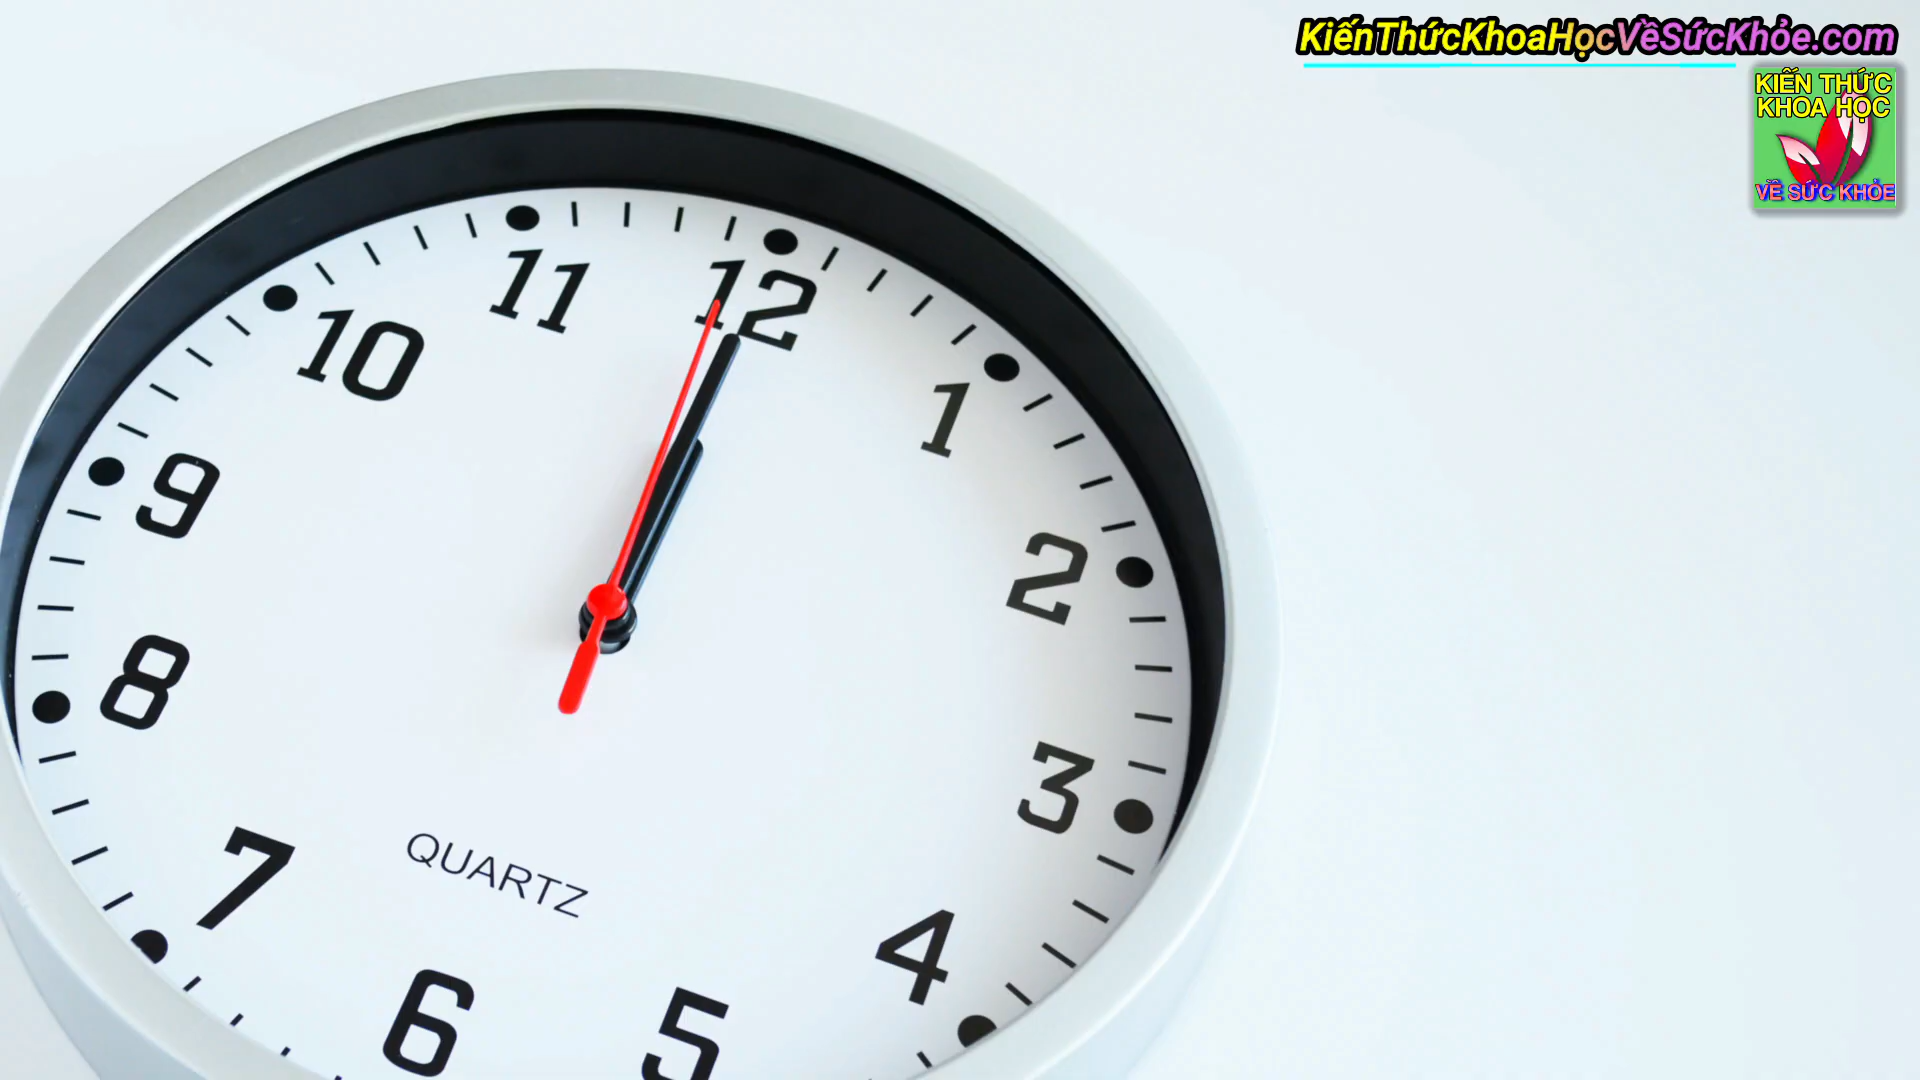 KiếnThứcKhoaHọcVềSứcKhỏe.com
KIẾN THỨC
KHOA HỌC
VỀ SỨC KHỎE
12
11
1
10
2
9
3
8
4
7
5
6
QUARTZ